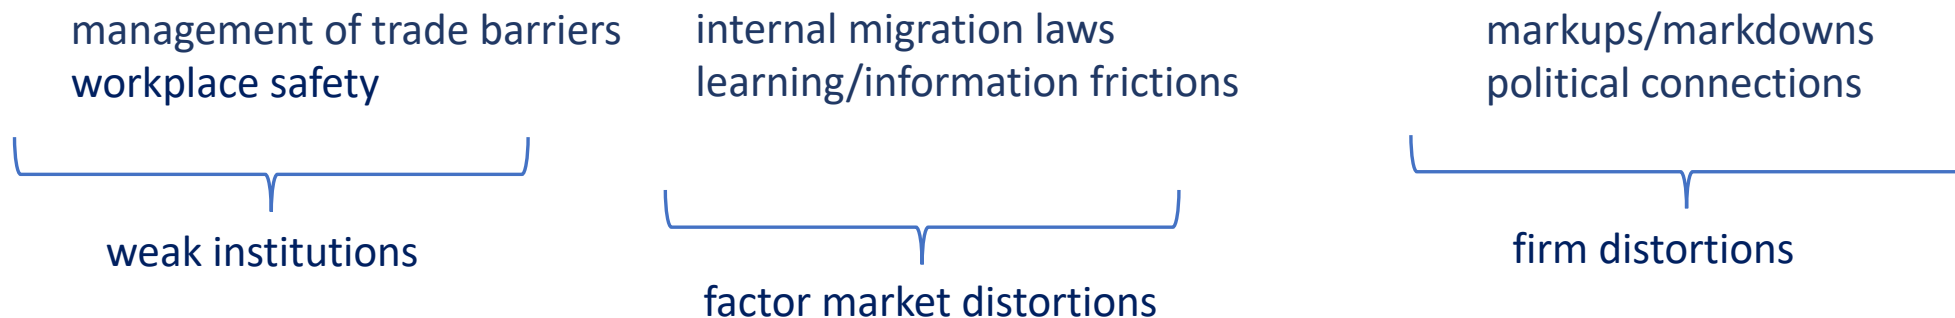 management of trade barriers
workplace safety
weak institutions
internal migration laws
learning/information frictions
factor market distortions
markups/markdowns
political connections
firm distortions